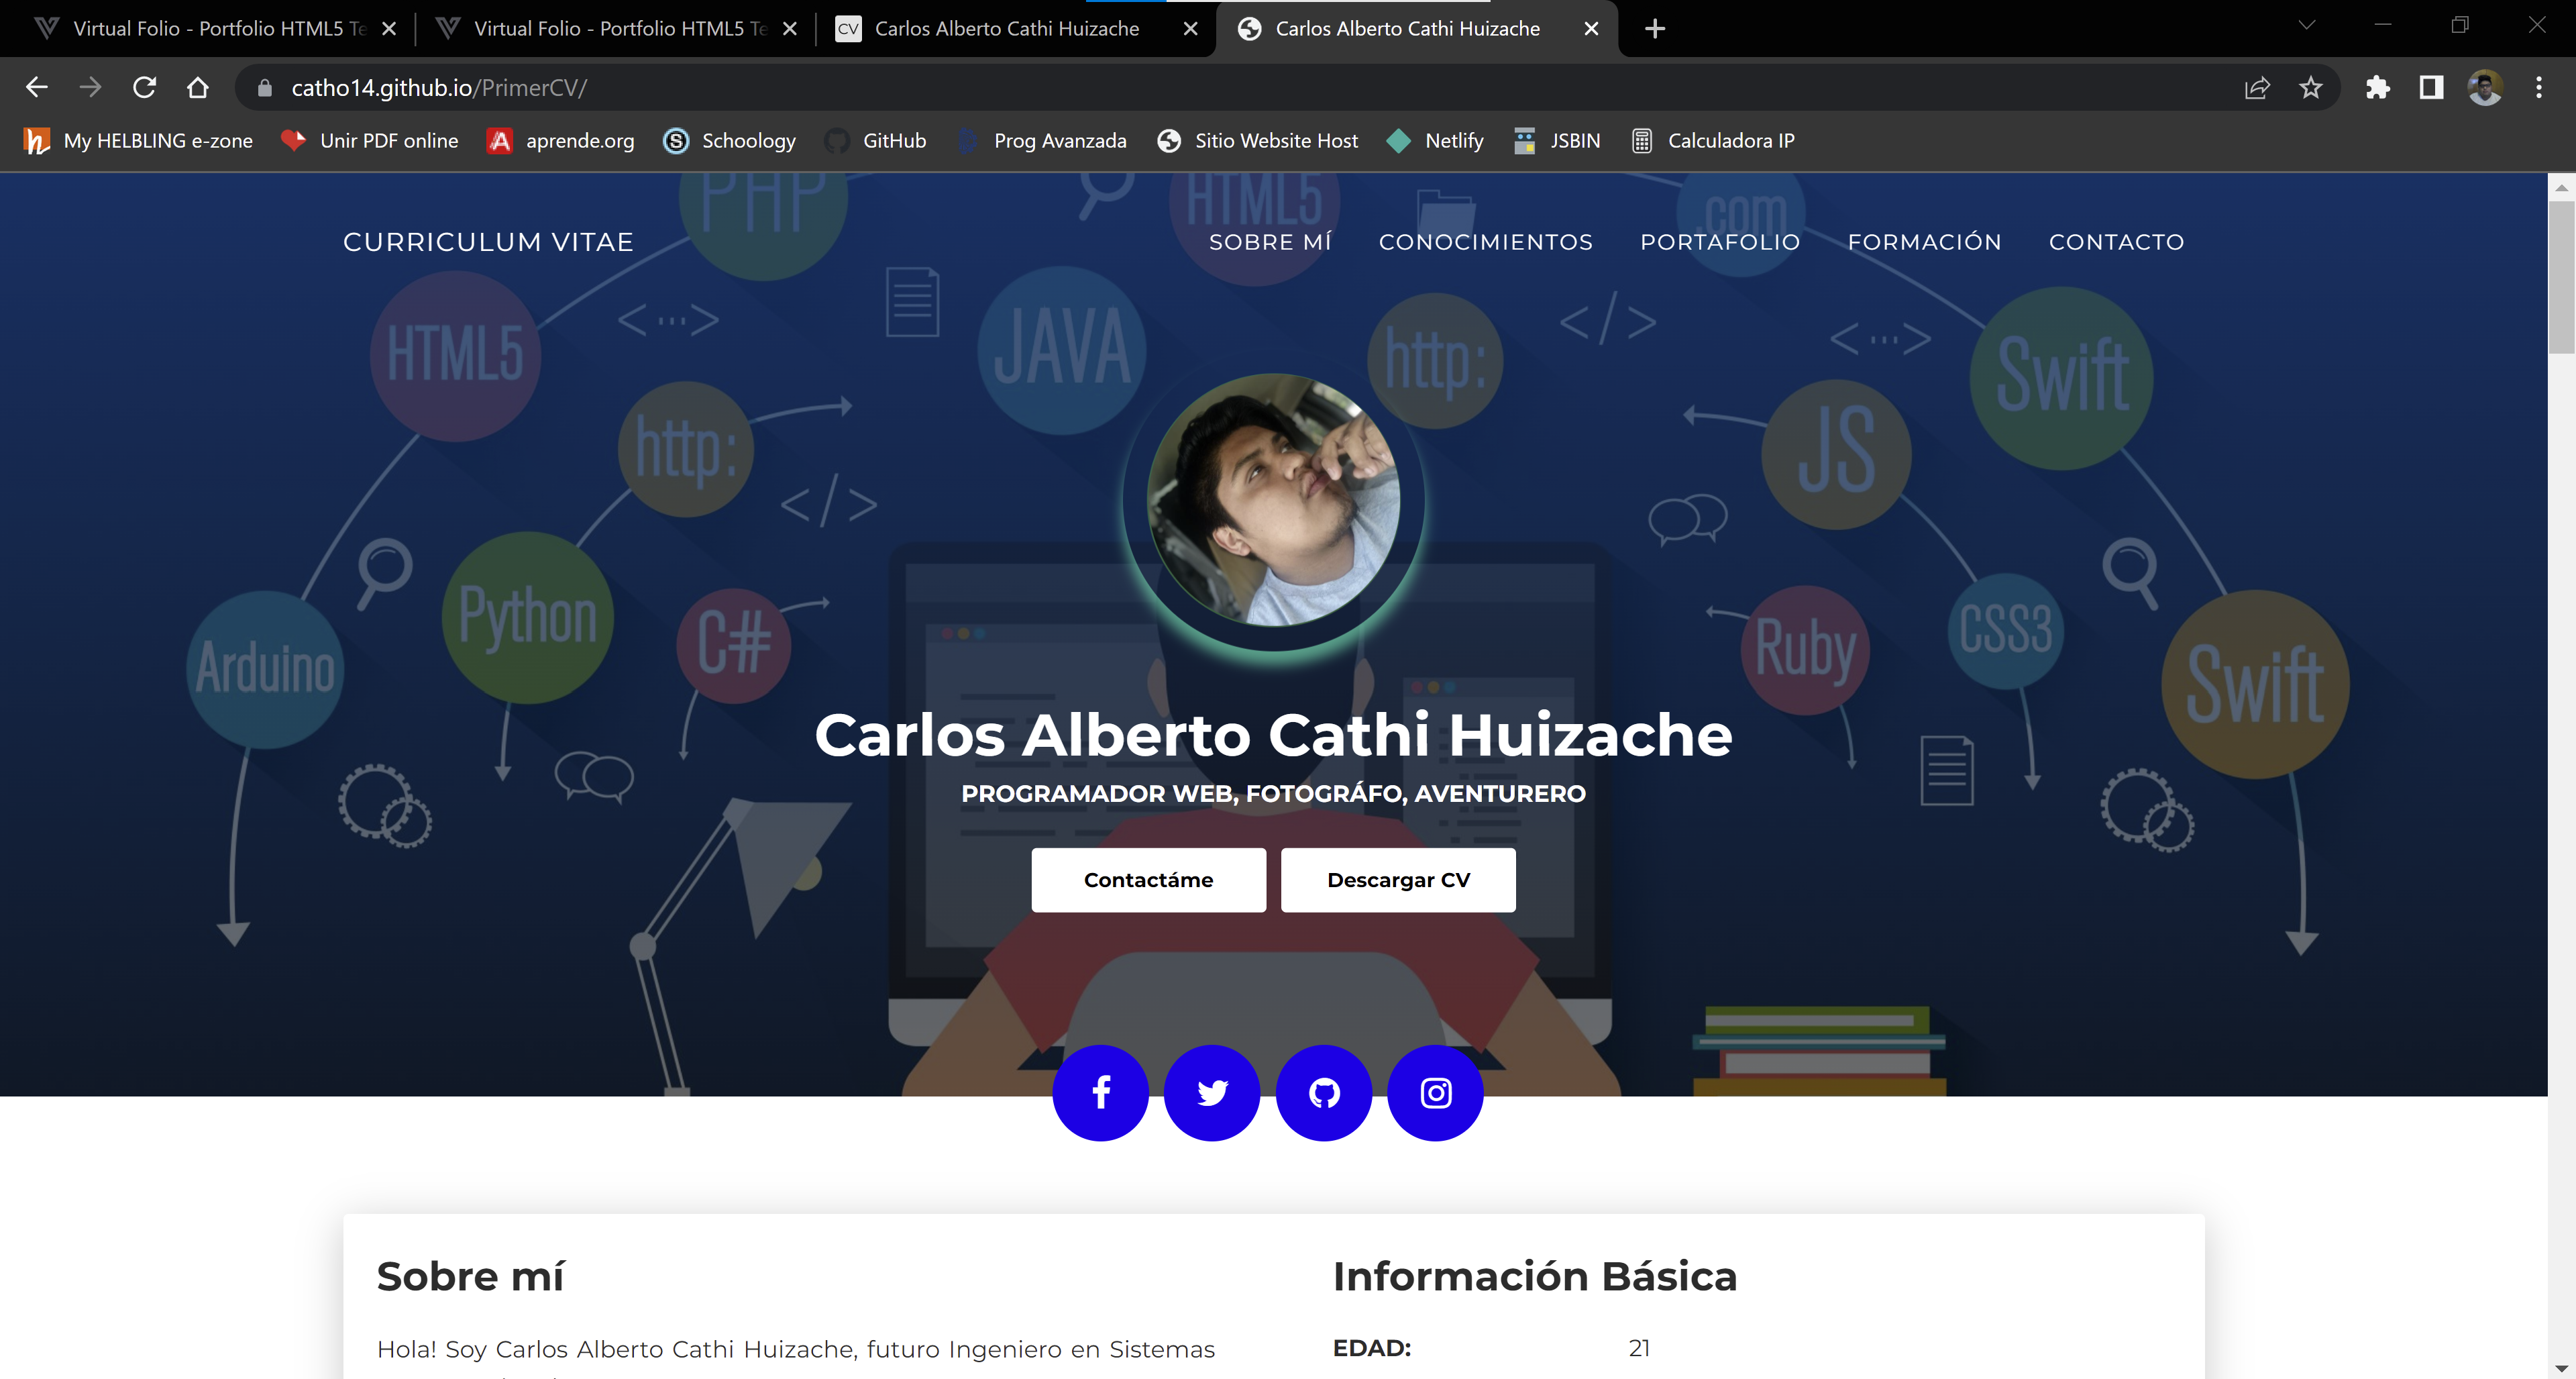 Virtual Folio - Portfolio HTML5 Te
Virtual Folio - Portfolio HTML5 Te
CV Carlos Alberto Cathi Huizache
Carlos Alberto Cathi Huizache
catho14.github.io/PrimerCV/
My HELBLING e-zone
Unir PDF online
A aprende.org
S Schoology
GitHub
Prog Avanzada
Sitio Website Host
Netlify
JSBIN
Calculadora IP
CURRICULUM VITAE
SOBRE MÍ
CONOCIMIENTOS
PORTAFOLIO
FORMACIÓN
CONTACTO
PHP
HTML5
.com
HTML5
JAVA
http:
Swift
http:
JS
Python
C#
Ruby
CSS3
Arduino
Swift
Carlos Alberto Cathi Huizache
PROGRAMADOR WEB, FOTOGRÁFO, AVENTURERO
Contactáme
Descargar CV
Sobre mí
Hola! Soy Carlos Alberto Cathi Huizache, futuro Ingeniero en Sistemas
Información Básica
EDAD: 21